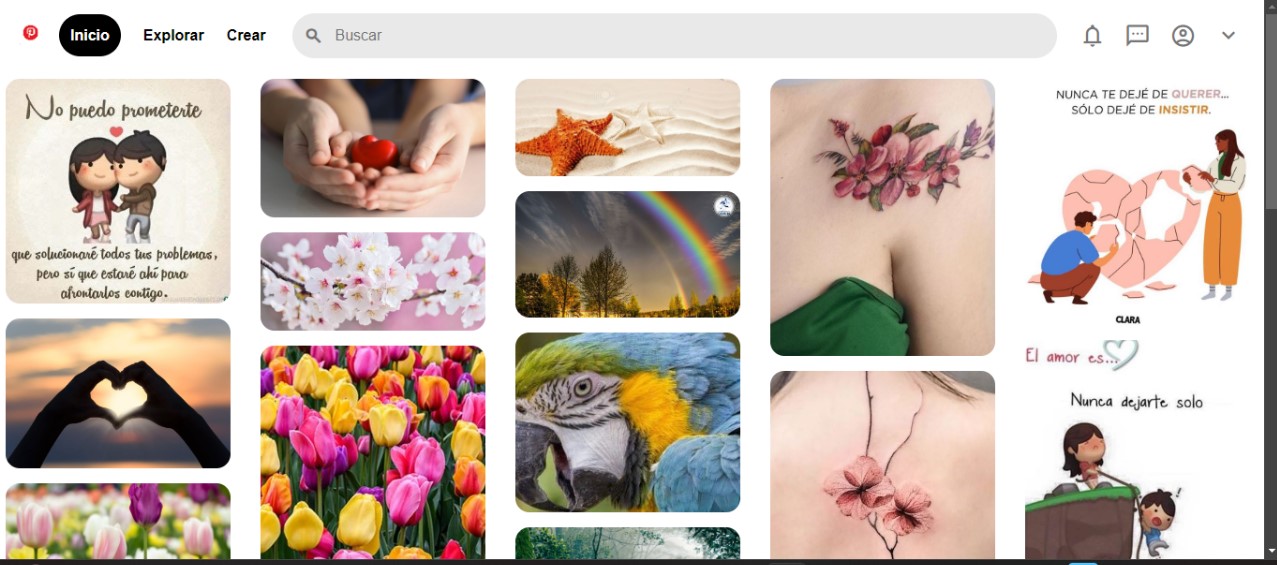 Inicio
Explorar
Crear
Buscar
No puedo prometerte
que solucionaré todos tus problemas,
pero sí que estaré ahí para
afrontarlos contigo.
NUNCA TE DEJÉ DE QUERER...
SÓLO DEJÉ DE INSISTIR.
CLARA
El amor es...
Nunca dejarte solo
!